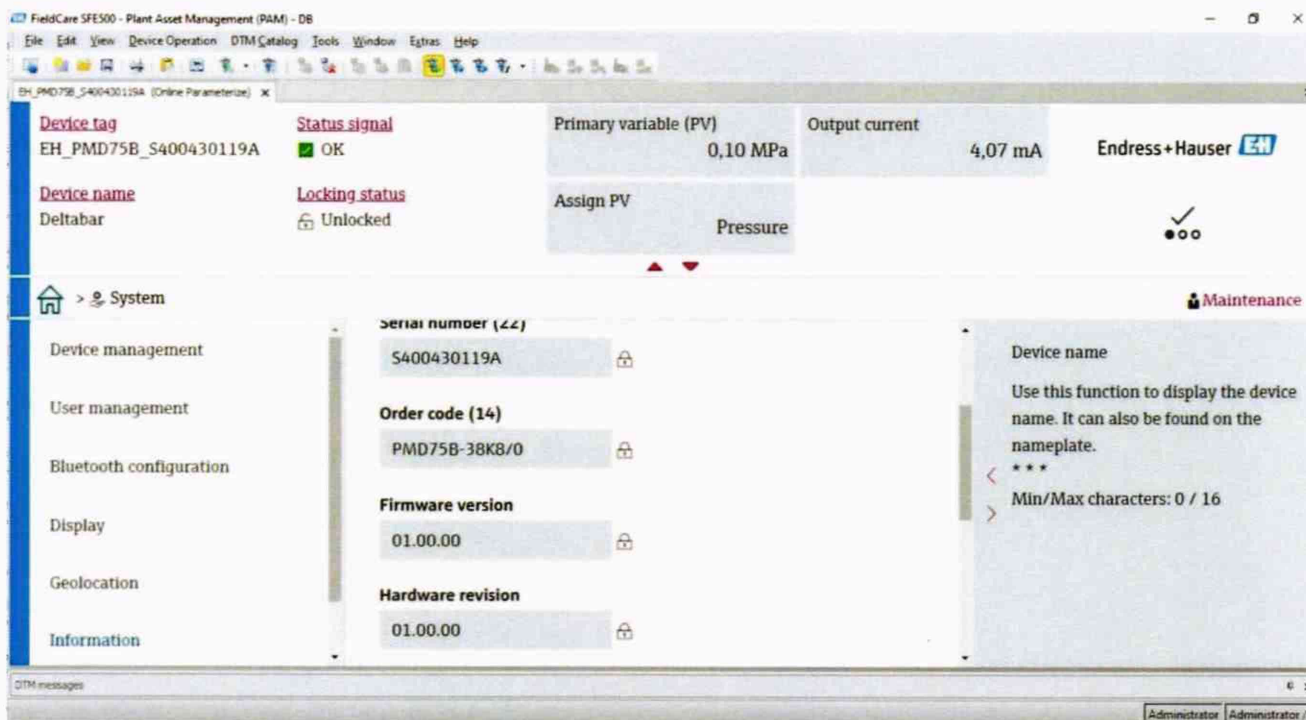 FieldCare SFE500 - Plant Asset Management (PAM) - DB
File Edit View Device Operation DTM Catalog Tools Window Extras Help
EH_PMD75B_S400430119A (Online Parameterize)
Device tag
EH_PMD75B_S400430119A
Status signal
OK
Primary variable (PV)
0,10 MPa
Output current
4,07 mA
Endress+Hauser EH
Device name
Deltabar
Locking status
Unlocked
Assign PV
Pressure
> System
Maintenance
Device management
User management
Bluetooth configuration
Display
Geolocation
Information
Serial number (22)
S400430119A
Order code (14)
PMD75B-38K8/0
Firmware version
01.00.00
Hardware revision
01.00.00
Device name
Use this function to display the device
name. It can also be found on the
nameplate.
* * *
Min/Max characters: 0 / 16
DTM messages
Administrator Administrator